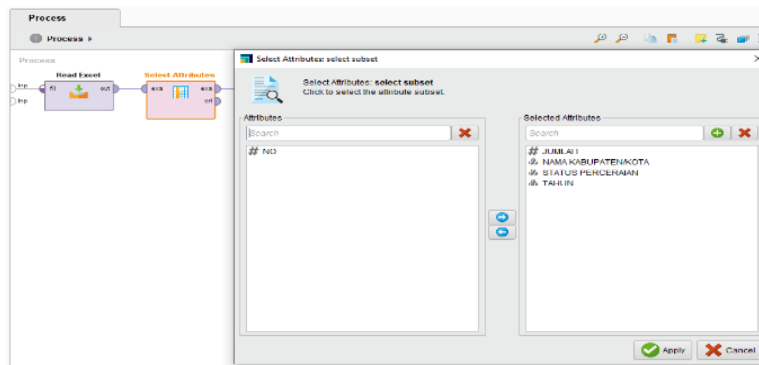 Process
Process
Process
inp
inp
Read Excel
fil
out
Select Attributes
exa
exa
ori
Select Attributes: select subset
Select Attributes: select subset
Click to select the attribute subset.
Attributes
Search
NO
Selected Attributes
Search
JUMLAH
NAMA KABUPATEN/KOTA
STATUS PERCERAIAN
TAHUN
Apply
Cancel